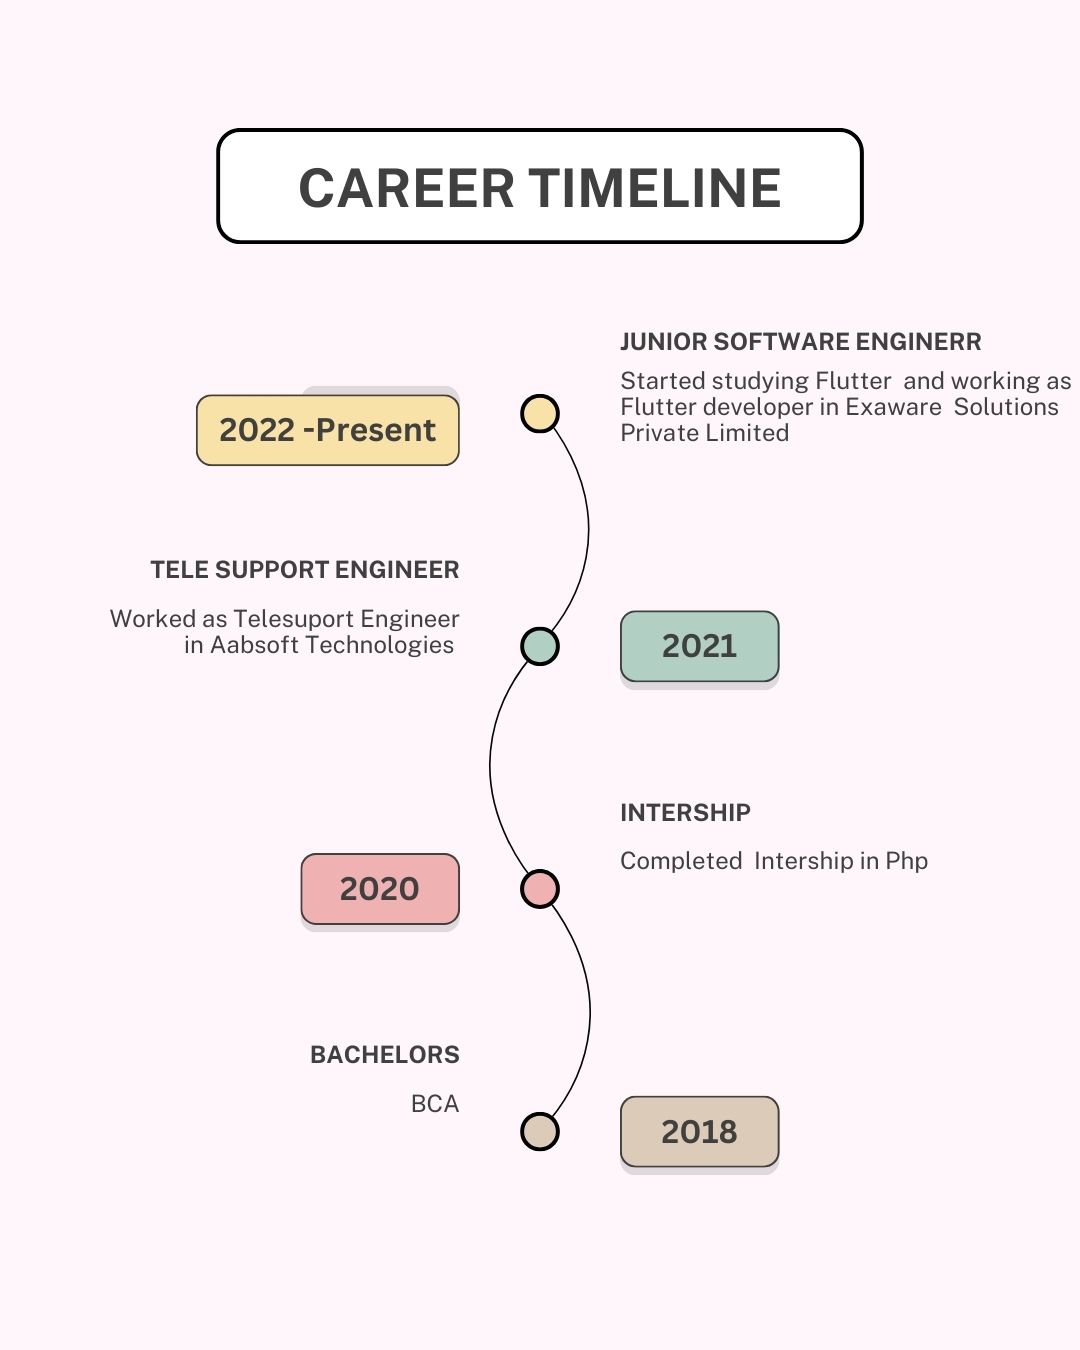 CAREER TIMELINE
JUNIOR SOFTWARE ENGINERR
Started studying Flutter  and working as
Flutter developer in Exaware  Solutions
Private Limited
2022 -Present
TELE SUPPORT ENGINEER
Worked as Telesuport Engineer
in Aabsoft Technologies
2021
INTERSHIP
Completed  Intership in Php
2020
BACHELORS
BCA
2018